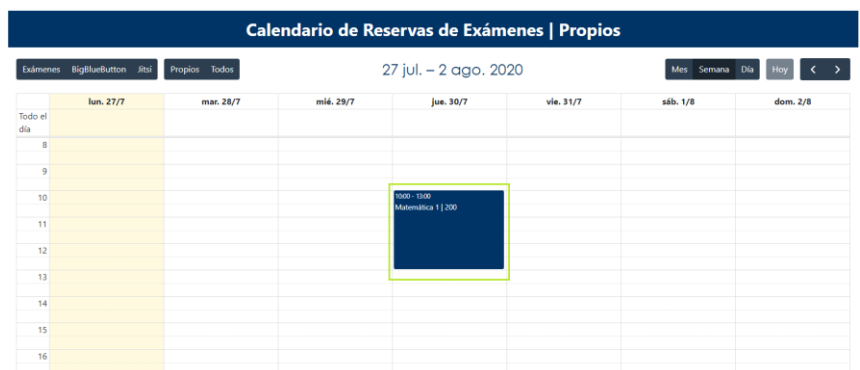 Calendario de Reservas de Exámenes | Propios
Exámenes BigBlueButton Jitsi Propios Todos 27 jul. – 2 ago. 2020 Mes Semana Día Hoy
lun. 27/7 mar. 28/7 mié. 29/7 jue. 30/7 vie. 31/7 sáb. 1/8 dom. 2/8
Todo el
día
8
9
10
10:00 - 13:00
Matemática 1 | 200
11
12
13
14
15
16